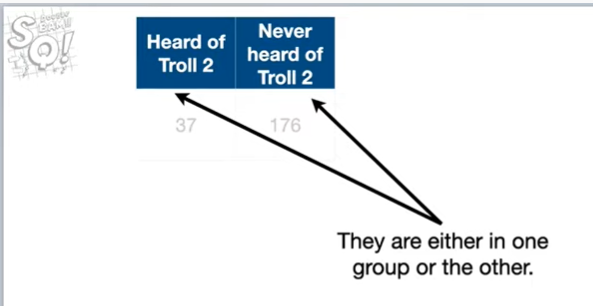 Heard of
Troll 2
Never
heard of
Troll 2
37
176
They are either in one
group or the other.